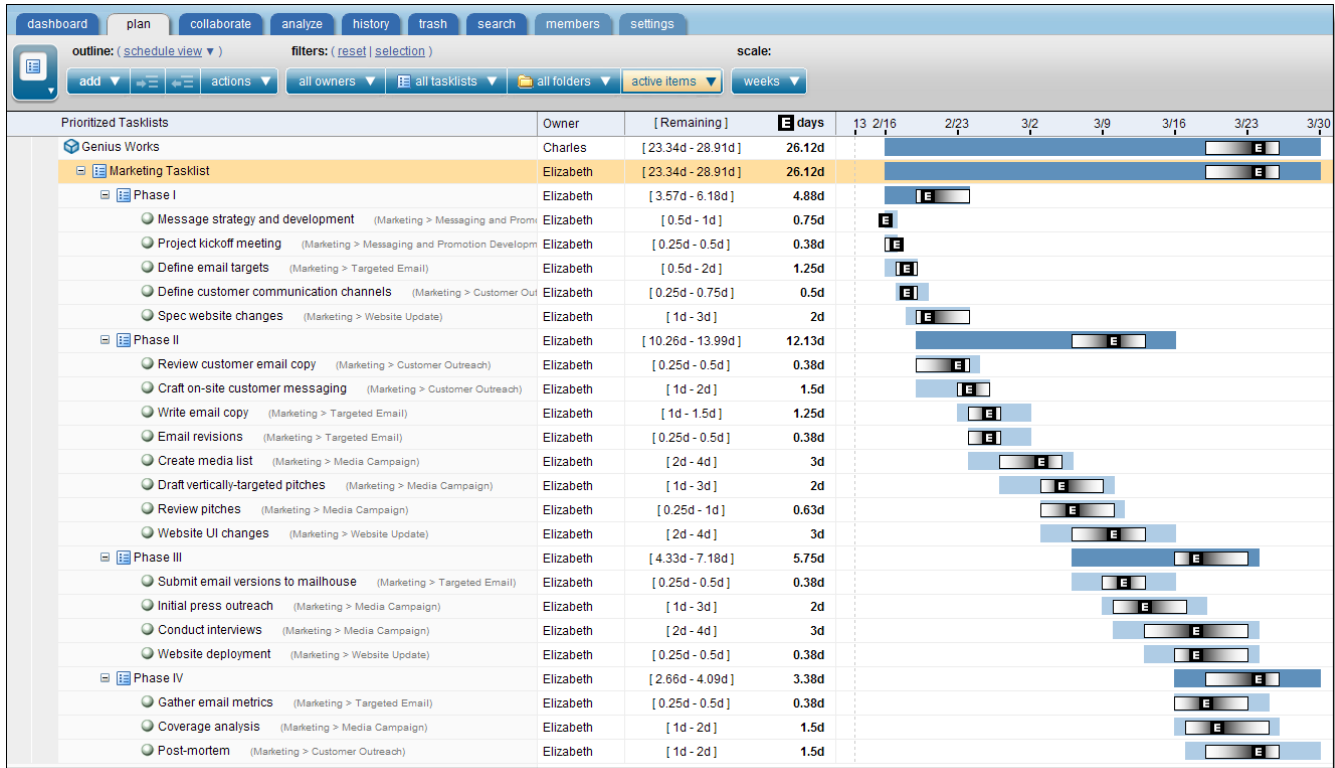 dashboard plan collaborate analyze history trash search members settings
outline: ( schedule view ▼ ) filters: ( reset | selection ) scale:
add ▼ actions ▼ all owners ▼ all tasklists ▼ all folders ▼ active items ▼ weeks ▼
Prioritized Tasklists Owner [ Remaining ] E days 13 2/16 2/23 3/2 3/9 3/16 3/23 3/30
Genius Works Charles [ 23.34d - 28.91d ] 26.12d E
Marketing Tasklist Elizabeth [ 23.34d - 28.91d ] 26.12d E
Phase I Elizabeth [ 3.57d - 6.18d ] 4.88d E
Message strategy and development (Marketing > Messaging and Prom Elizabeth [ 0.5d - 1d ] 0.75d E
Project kickoff meeting (Marketing > Messaging and Promotion Developm Elizabeth [ 0.25d - 0.5d ] 0.38d E
Define email targets (Marketing > Targeted Email) Elizabeth [ 0.5d - 2d ] 1.25d E
Define customer communication channels (Marketing > Customer Out Elizabeth [ 0.25d - 0.75d ] 0.5d E
Spec website changes (Marketing > Website Update) Elizabeth [ 1d - 3d ] 2d E
Phase II Elizabeth [ 10.26d - 13.99d ] 12.13d E
Review customer email copy (Marketing > Customer Outreach) Elizabeth [ 0.25d - 0.5d ] 0.38d E
Craft on-site customer messaging (Marketing > Customer Outreach) Elizabeth [ 1d - 2d ] 1.5d E
Write email copy (Marketing > Targeted Email) Elizabeth [ 1d - 1.5d ] 1.25d E
Email revisions (Marketing > Targeted Email) Elizabeth [ 0.25d - 0.5d ] 0.38d E
Create media list (Marketing > Media Campaign) Elizabeth [ 2d - 4d ] 3d E
Draft vertically-targeted pitches (Marketing > Media Campaign) Elizabeth [ 1d - 3d ] 2d E
Review pitches (Marketing > Media Campaign) Elizabeth [ 0.25d - 1d ] 0.63d E
Website UI changes (Marketing > Website Update) Elizabeth [ 2d - 4d ] 3d E
Phase III Elizabeth [ 4.33d - 7.18d ] 5.75d E
Submit email versions to mailhouse (Marketing > Targeted Email) Elizabeth [ 0.25d - 0.5d ] 0.38d E
Initial press outreach (Marketing > Media Campaign) Elizabeth [ 1d - 3d ] 2d E
Conduct interviews (Marketing > Media Campaign) Elizabeth [ 2d - 4d ] 3d E
Website deployment (Marketing > Website Update) Elizabeth [ 0.25d - 0.5d ] 0.38d E
Phase IV Elizabeth [ 2.66d - 4.09d ] 3.38d E
Gather email metrics (Marketing > Targeted Email) Elizabeth [ 0.25d - 0.5d ] 0.38d E
Coverage analysis (Marketing > Media Campaign) Elizabeth [ 1d - 2d ] 1.5d E
Post-mortem (Marketing > Customer Outreach) Elizabeth [ 1d - 2d ] 1.5d E